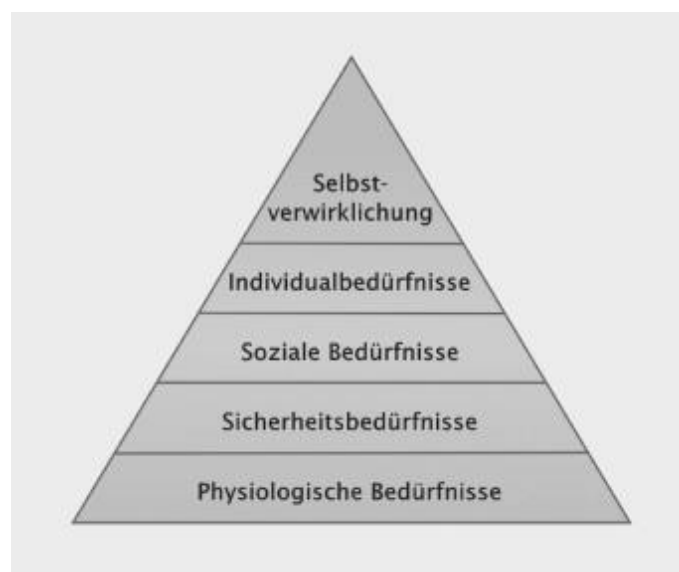 Selbst-
verwirklichung
Individualbedürfnisse
Soziale Bedürfnisse
Sicherheitsbedürfnisse
Physiologische Bedürfnisse